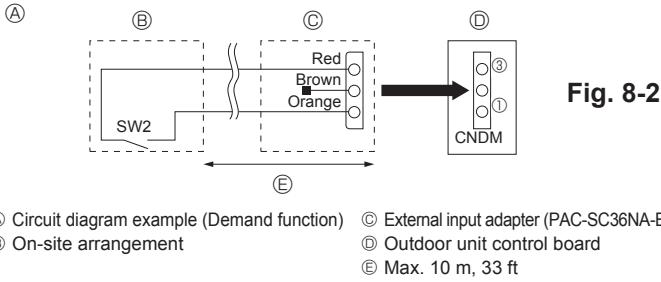 Ⓐ
Ⓑ
Ⓒ
Ⓓ
Red
Brown
Orange
SW2
③
①
CNDM
Fig. 8-2
Ⓔ
Ⓐ Circuit diagram example (Demand function)
Ⓑ On-site arrangement
Ⓒ External input adapter (PAC-SC36NA-E
Ⓓ Outdoor unit control board
Ⓔ Max. 10 m, 33 ft